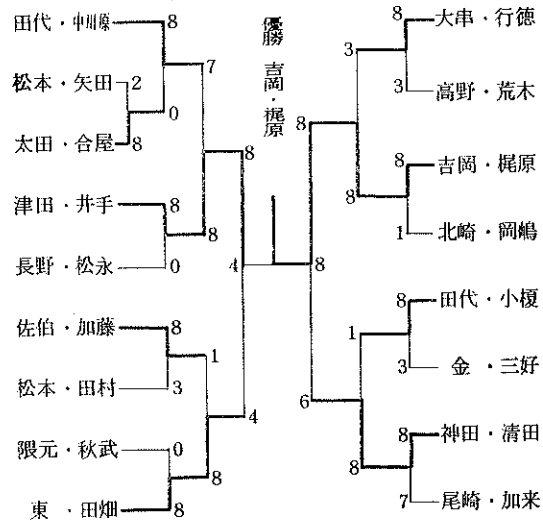 田代・中川原 8
松本・矢田 2
太田・合屋 8
0
7
津田・井手 8
長野・松永 0
8
8
佐伯・加藤 8
松本・田村 3
1
隈元・秋武 0
東・田畑 8
8
4
4
優勝 吉岡・梶原
8
8 大串・行徳
3 高野・荒木
3
8 吉岡・梶原
1 北崎・岡嶋
8
8
8 田代・小榎
3 金・三好
1
8 神田・清田
7 尾崎・加来
8
6